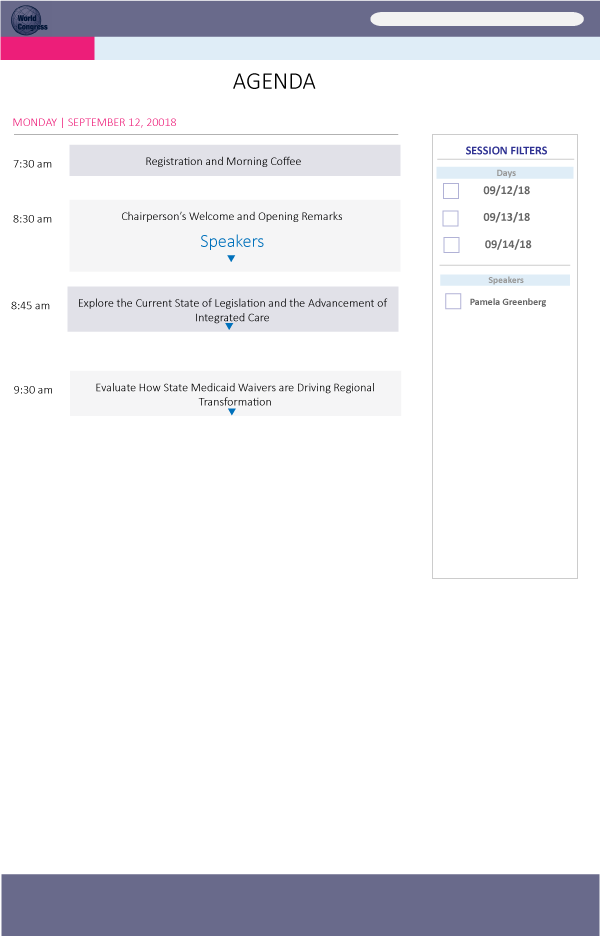 World
Congress
AGENDA
MONDAY | SEPTEMBER 12, 20018
7:30 am
Registration and Morning Coffee
8:30 am
Chairperson's Welcome and Opening Remarks
Speakers
8:45 am
Explore the Current State of Legislation and the Advancement of
Integrated Care
9:30 am
Evaluate How State Medicaid Waivers are Driving Regional
Transformation
SESSION FILTERS
Days
09/12/18
09/13/18
09/14/18
Speakers
Pamela Greenberg